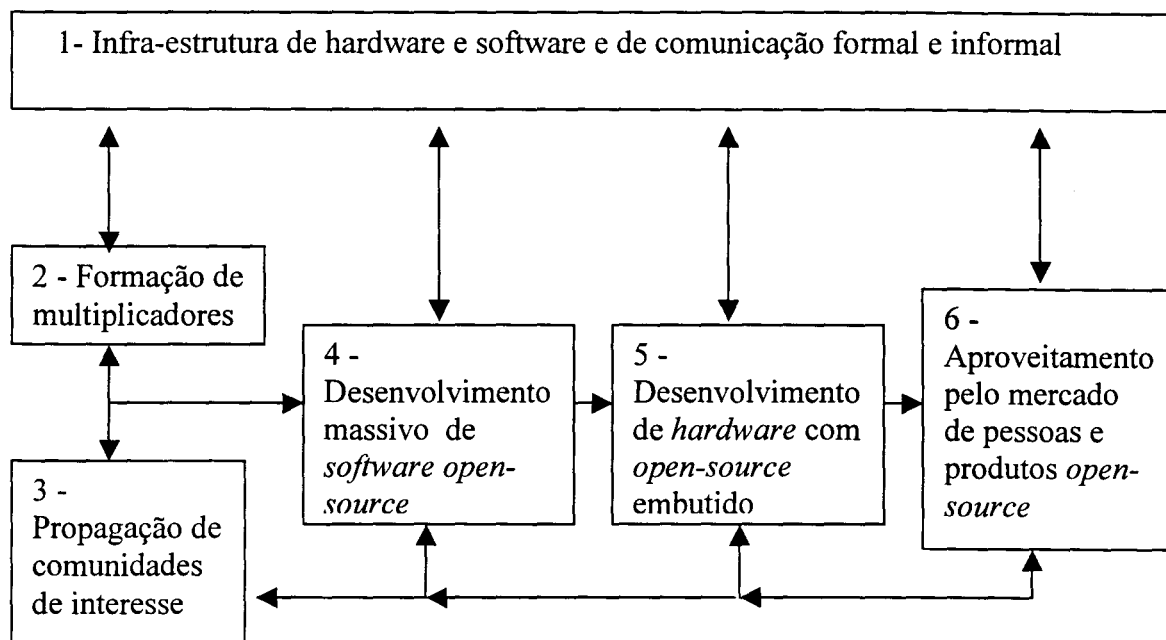 1- Infra-estrutura de hardware e software e de comunicação formal e informal
2 - Formação de
multiplicadores
3 -
Propagação de
comunidades
de interesse
4 -
Desenvolvimento
massivo de
software open-
source
5 -
Desenvolvimento
de hardware com
open-source
embutido
6 -
Aproveitamento
pelo mercado
de pessoas e
produtos open-
source